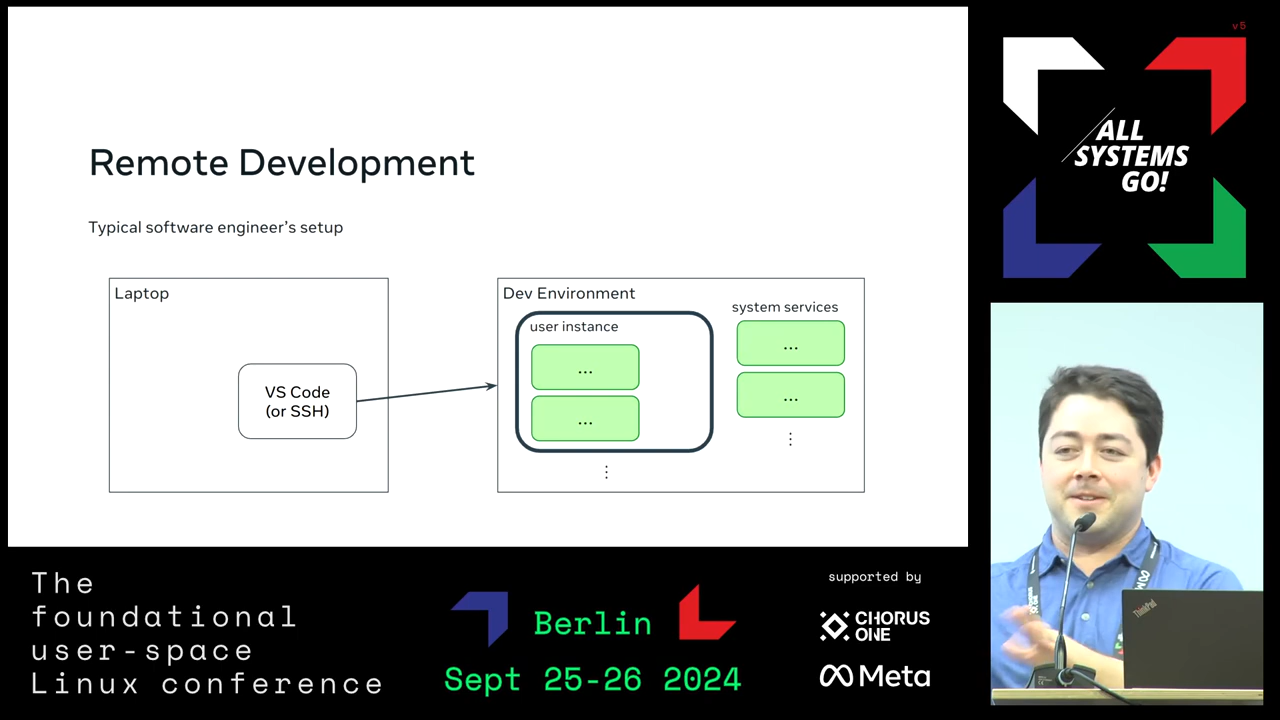 Remote Development
Typical software engineer's setup
Laptop
VS Code
(or SSH)
Dev Environment
user instance
...
...
⋮
system services
...
...
⋮
v5
ALL
SYSTEMS
GO!
ThinkPad
The
foundational
user-space
Linux conference
Berlin
Sept 25-26 2024
supported by
CHORUS
ONE
Meta